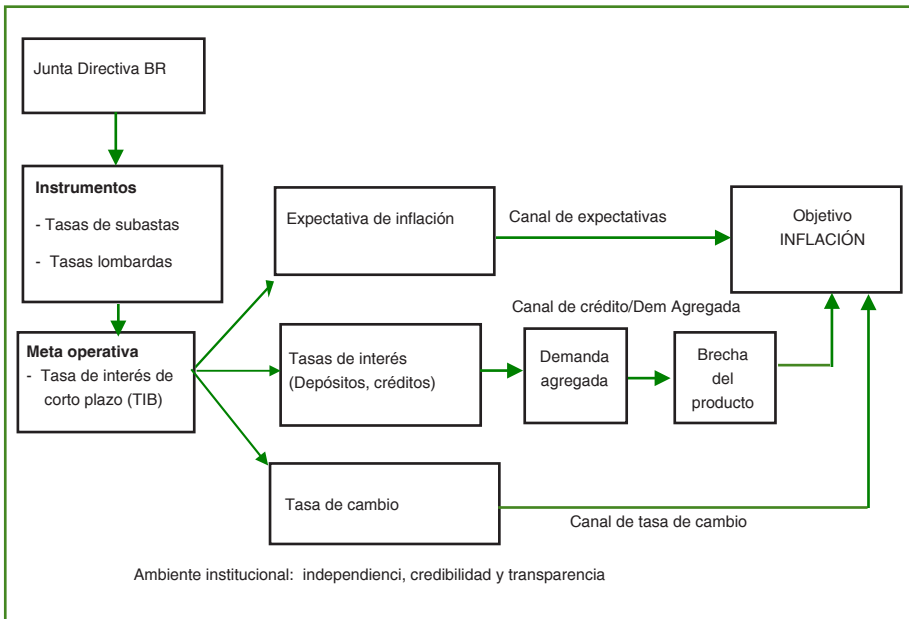 Junta Directiva BR
Instrumentos
- Tasas de subastas
- Tasas lombardas
Meta operativa
- Tasa de interés de
corto plazo (TIB)
Expectativa de inflación
Canal de expectativas
Objetivo
INFLACIÓN
Canal de crédito/Dem Agregada
Tasas de interés
(Depósitos, créditos)
Demanda
agregada
Brecha
del
producto
Tasa de cambio
Canal de tasa de cambio
Ambiente institucional: independienci, credibilidad y transparencia